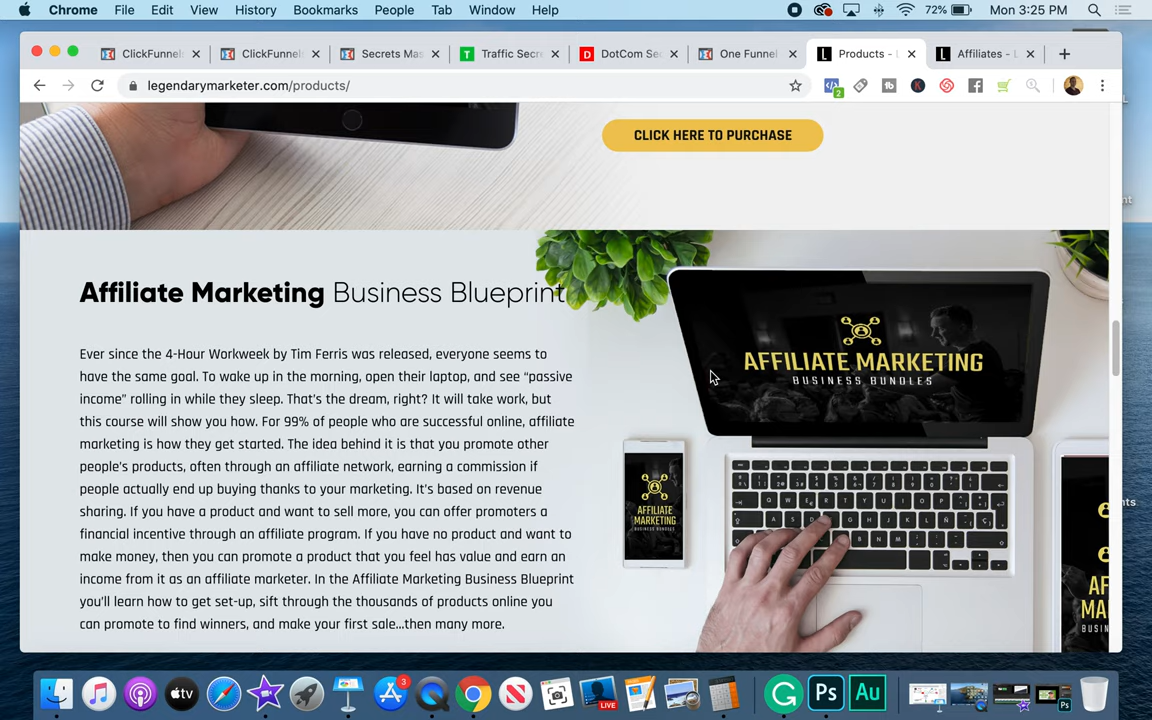 Chrome File Edit View History Bookmarks People Tab Window Help 72% Mon 3:25 PM
ClickFunnels ClickFunnel Secrets Mas Traffic Secre DotCom Sec One Funnel Products - L Affiliates - L
legendarymarketer.com/products/
CLICK HERE TO PURCHASE
Affiliate Marketing Business Blueprint
Ever since the 4-Hour Workweek by Tim Ferris was released, everyone seems to
have the same goal. To wake up in the morning, open their laptop, and see “passive
income” rolling in while they sleep. That’s the dream, right? It will take work, but
this course will show you how. For 99% of people who are successful online, affiliate
marketing is how they get started. The idea behind it is that you promote other
people’s products, often through an affiliate network, earning a commission if
people actually end up buying thanks to your marketing. It’s based on revenue
sharing. If you have a product and want to sell more, you can offer promoters a
financial incentive through an affiliate program. If you have no product and want to
make money, then you can promote a product that you feel has value and earn an
income from it as an affiliate marketer. In the Affiliate Marketing Business Blueprint
you’ll learn how to get set-up, sift through the thousands of products online you
can promote to find winners, and make your first sale...then many more.
AFFILIATE MARKETING
BUSINESS BUNDLES
AFFILIATE
MARKETING
BUSINESS BUNDLES
AF
MA
BUSIN
3
LIVE
Ps
Au